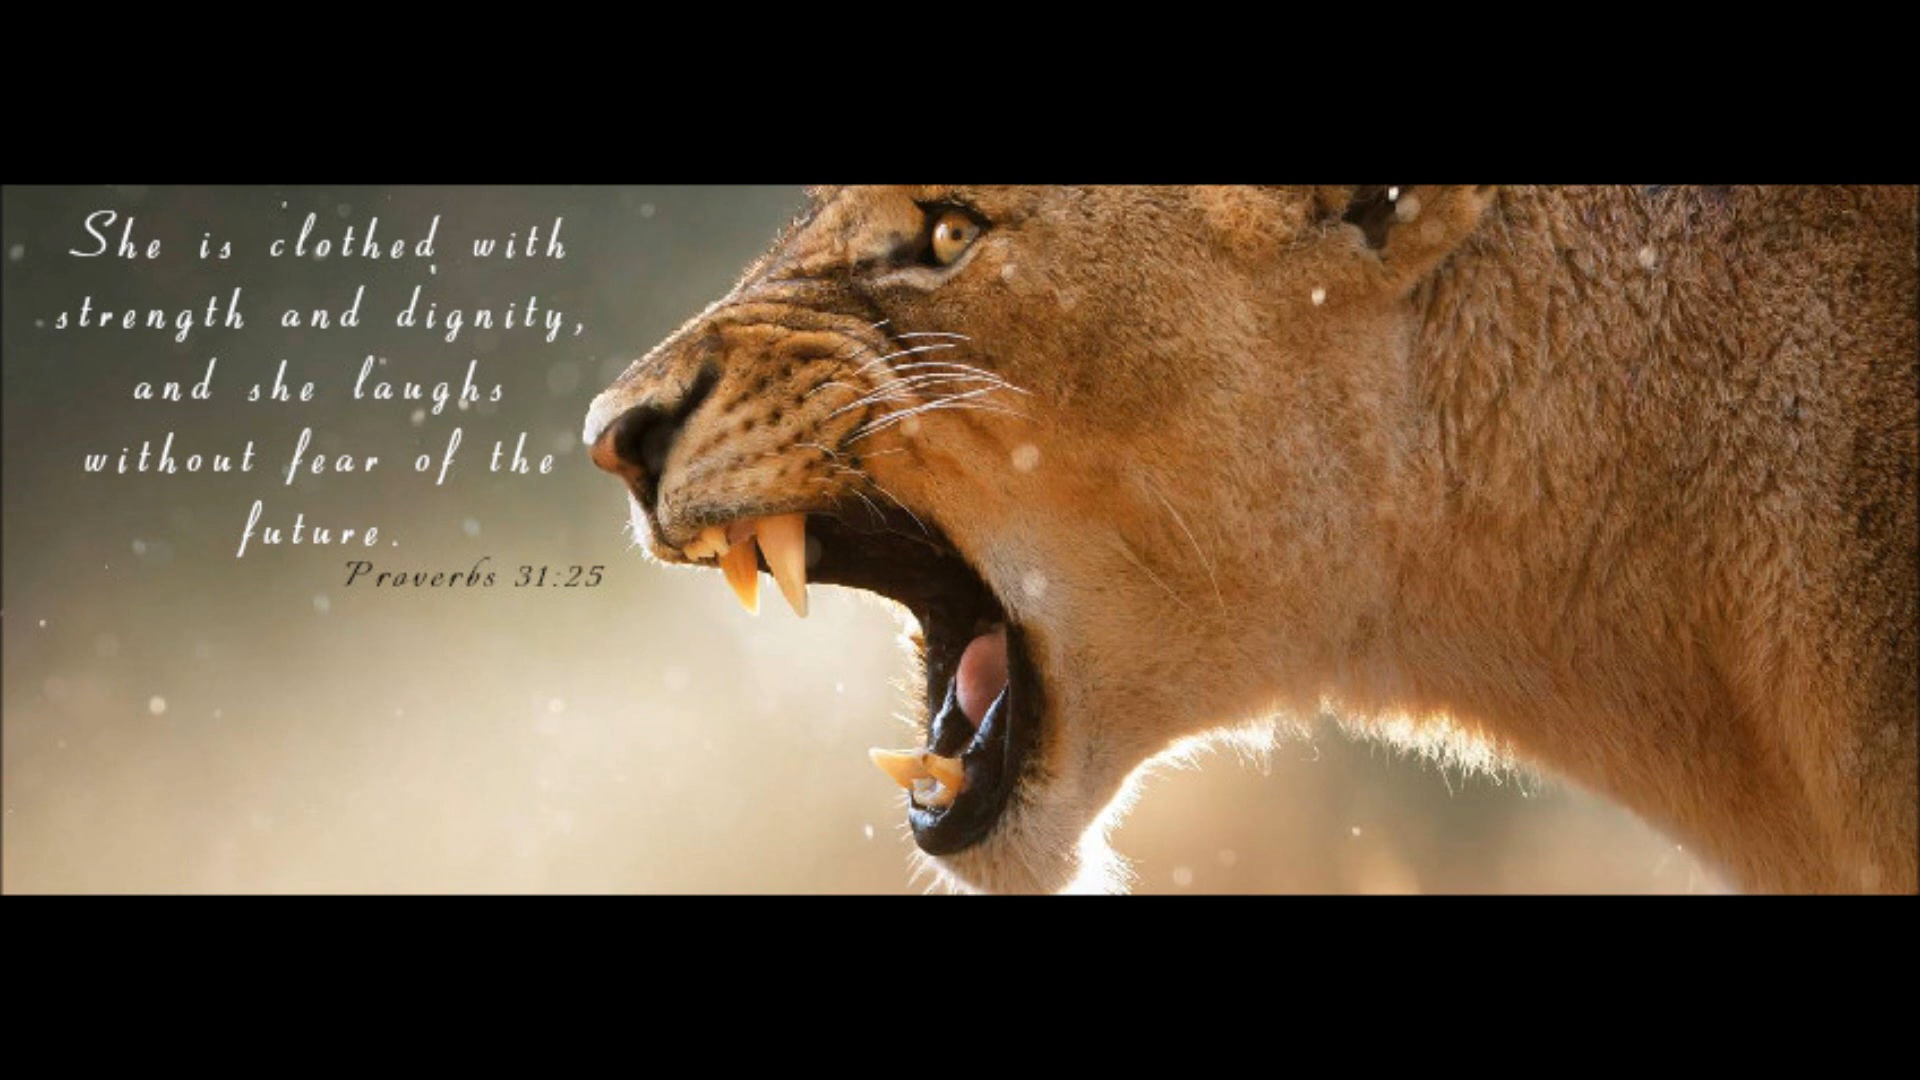 She is clothed with
strength and dignity,
and she laughs
without fear of the
future.
Proverbs 31:25